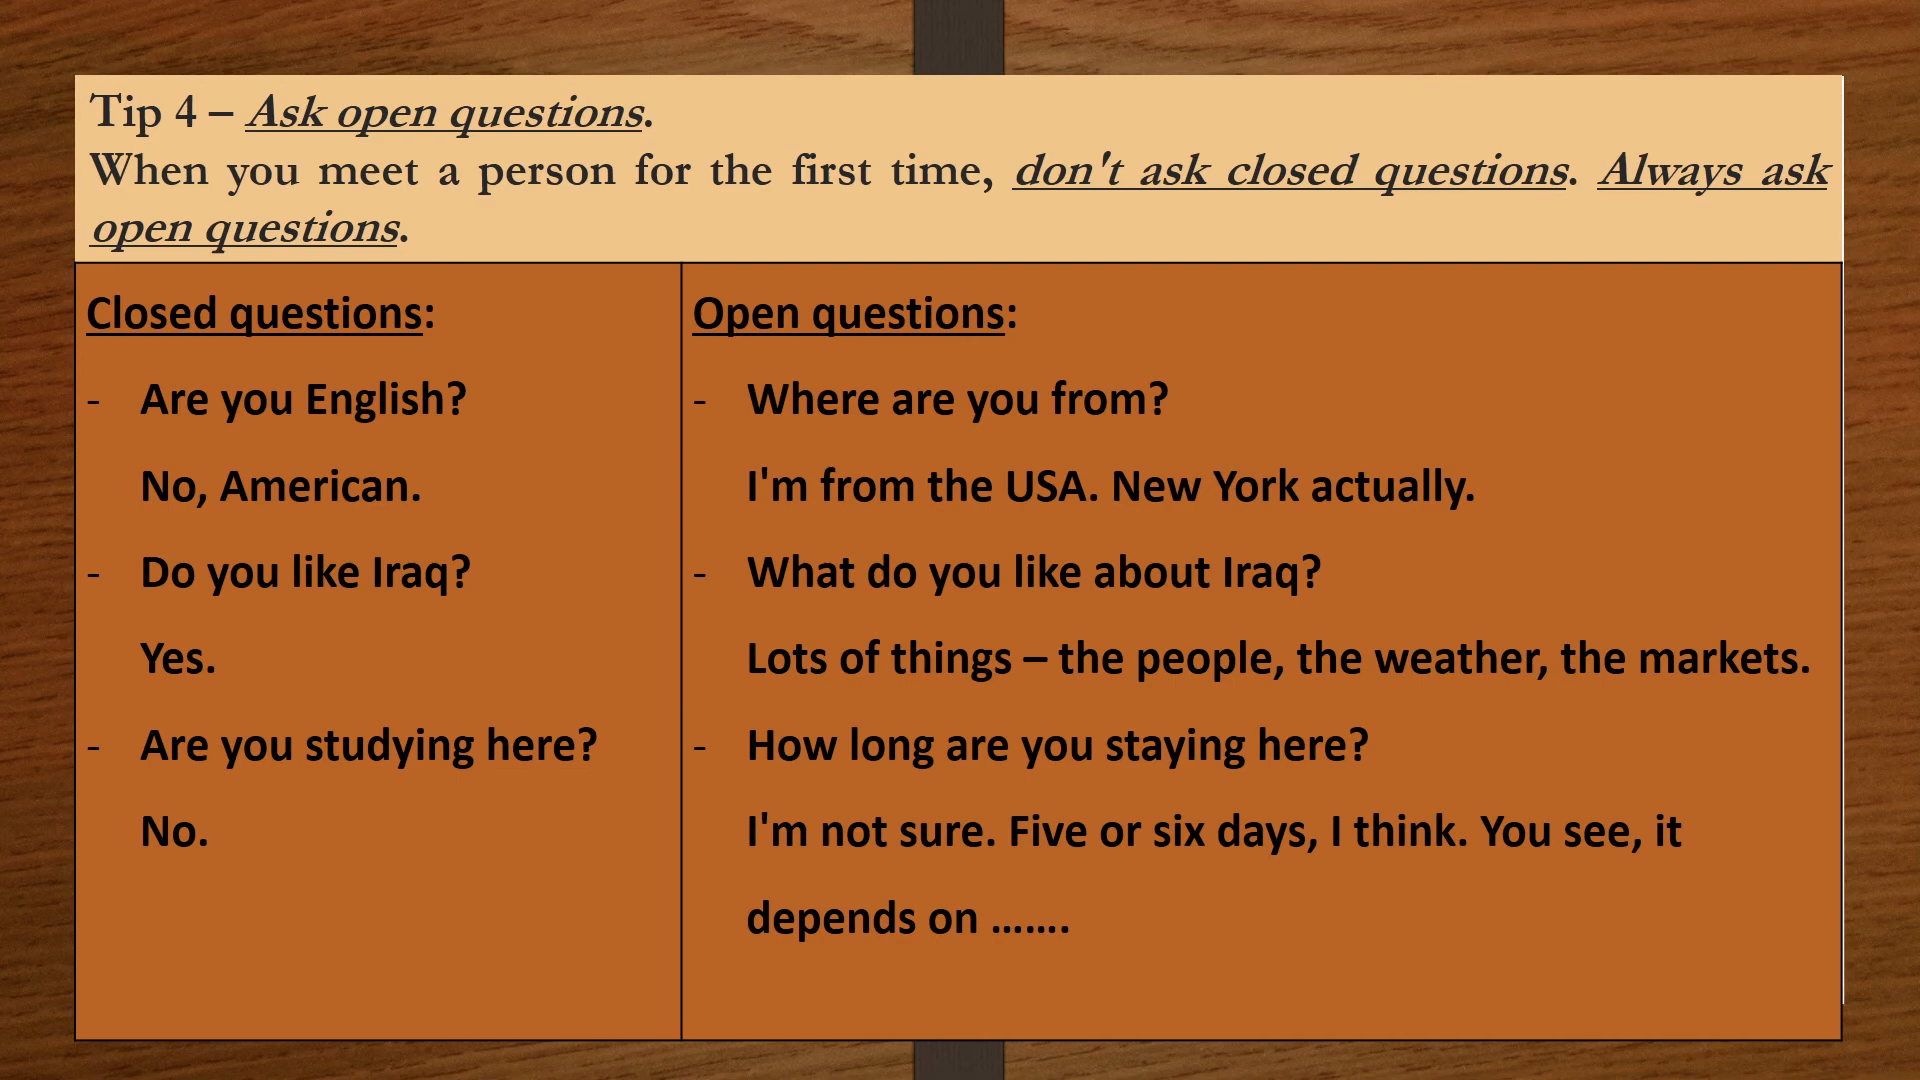 Tip 4 – Ask open questions.
When you meet a person for the first time, don't ask closed questions. Always ask
open questions.
Closed questions:
- Are you English?
No, American.
- Do you like Iraq?
Yes.
- Are you studying here?
No.
Open questions:
- Where are you from?
I'm from the USA. New York actually.
- What do you like about Iraq?
Lots of things – the people, the weather, the markets.
- How long are you staying here?
I'm not sure. Five or six days, I think. You see, it
depends on …….